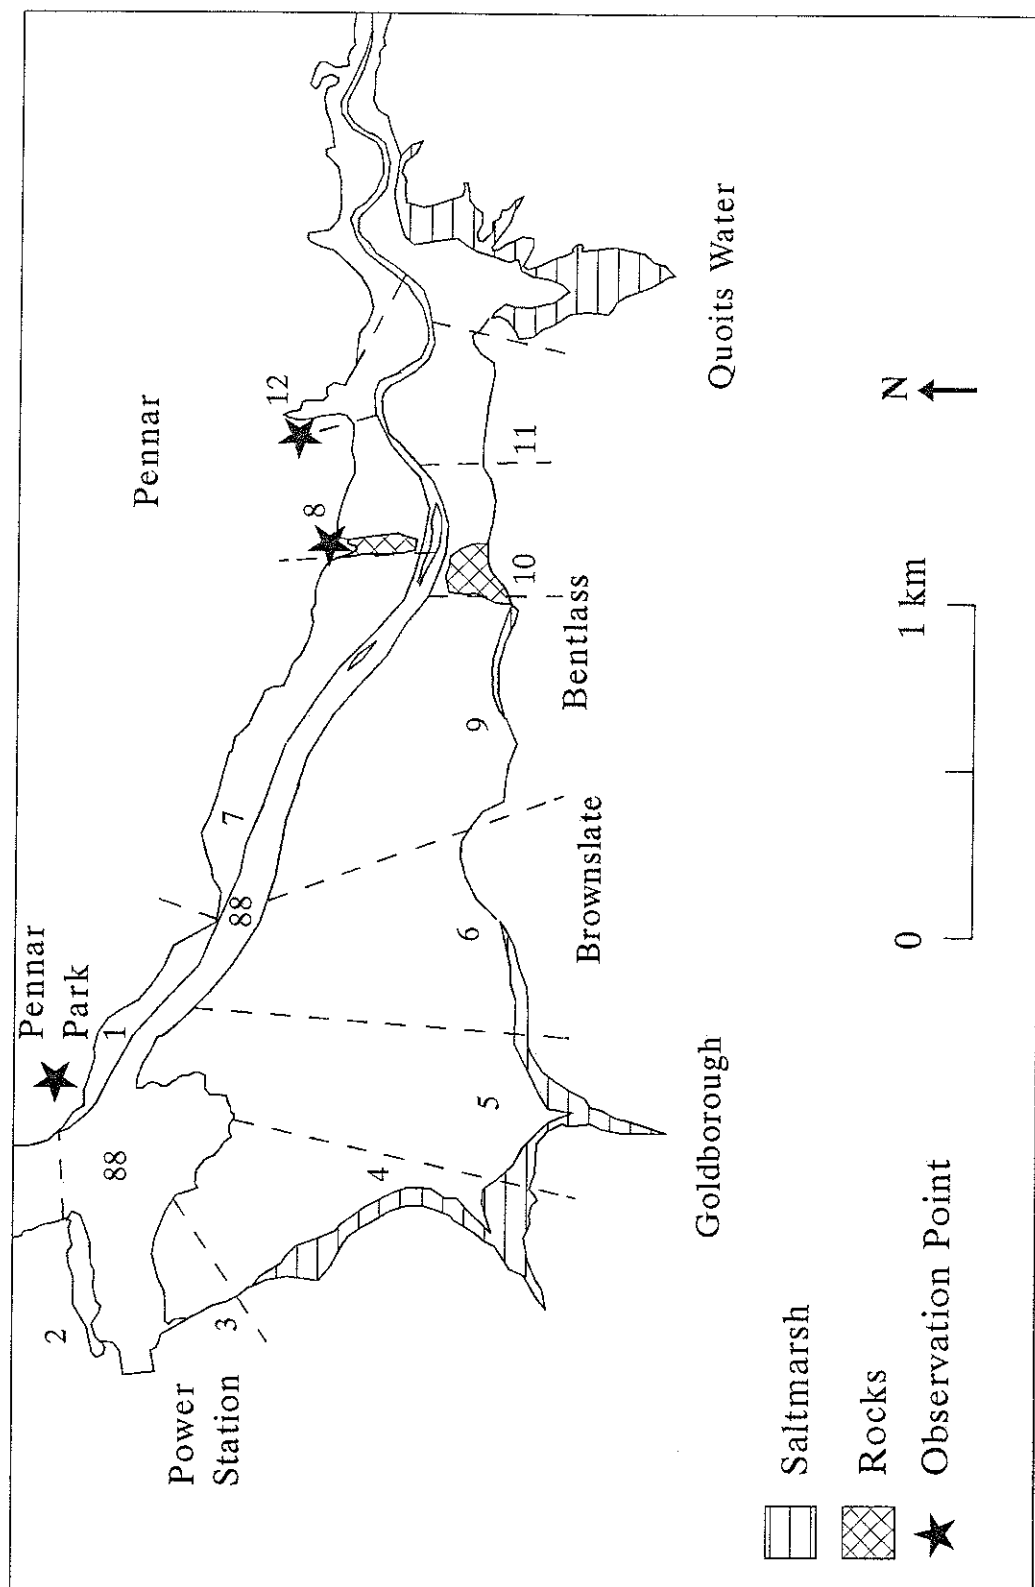 Pennar
Park
Pennar
1
2
88
88
7
8
12
Power
Station
3
4
5
6
9
10
11
Goldborough
Brownslate
Bentlass
Quoits Water
Saltmarsh
Rocks
Observation Point
0
1 km
N